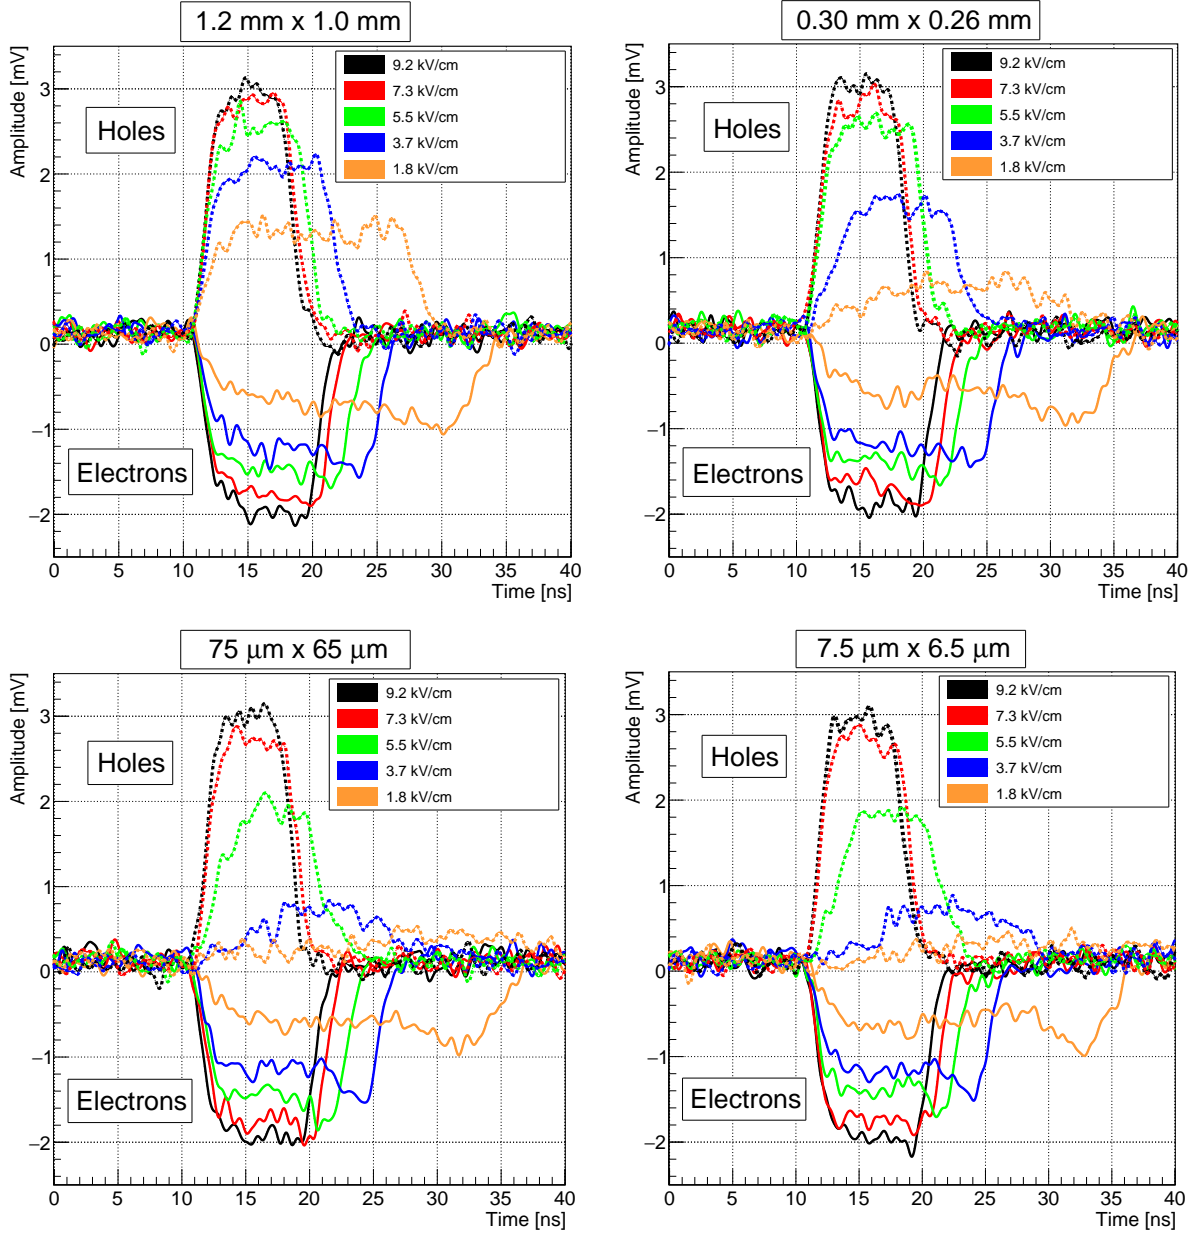 1.2 mm x 1.0 mm
Amplitude [mV]
9.2 kV/cm
7.3 kV/cm
5.5 kV/cm
3.7 kV/cm
1.8 kV/cm
Holes
Electrons
3
2
1
0
−1
−2
0 5 10 15 20 25 30 35 40
Time [ns]
0.30 mm x 0.26 mm
Amplitude [mV]
9.2 kV/cm
7.3 kV/cm
5.5 kV/cm
3.7 kV/cm
1.8 kV/cm
Holes
Electrons
3
2
1
0
−1
−2
0 5 10 15 20 25 30 35 40
Time [ns]
75 μm x 65 μm
Amplitude [mV]
9.2 kV/cm
7.3 kV/cm
5.5 kV/cm
3.7 kV/cm
1.8 kV/cm
Holes
Electrons
3
2
1
0
−1
−2
0 5 10 15 20 25 30 35 40
Time [ns]
7.5 μm x 6.5 μm
Amplitude [mV]
9.2 kV/cm
7.3 kV/cm
5.5 kV/cm
3.7 kV/cm
1.8 kV/cm
Holes
Electrons
3
2
1
0
−1
−2
0 5 10 15 20 25 30 35 40
Time [ns]